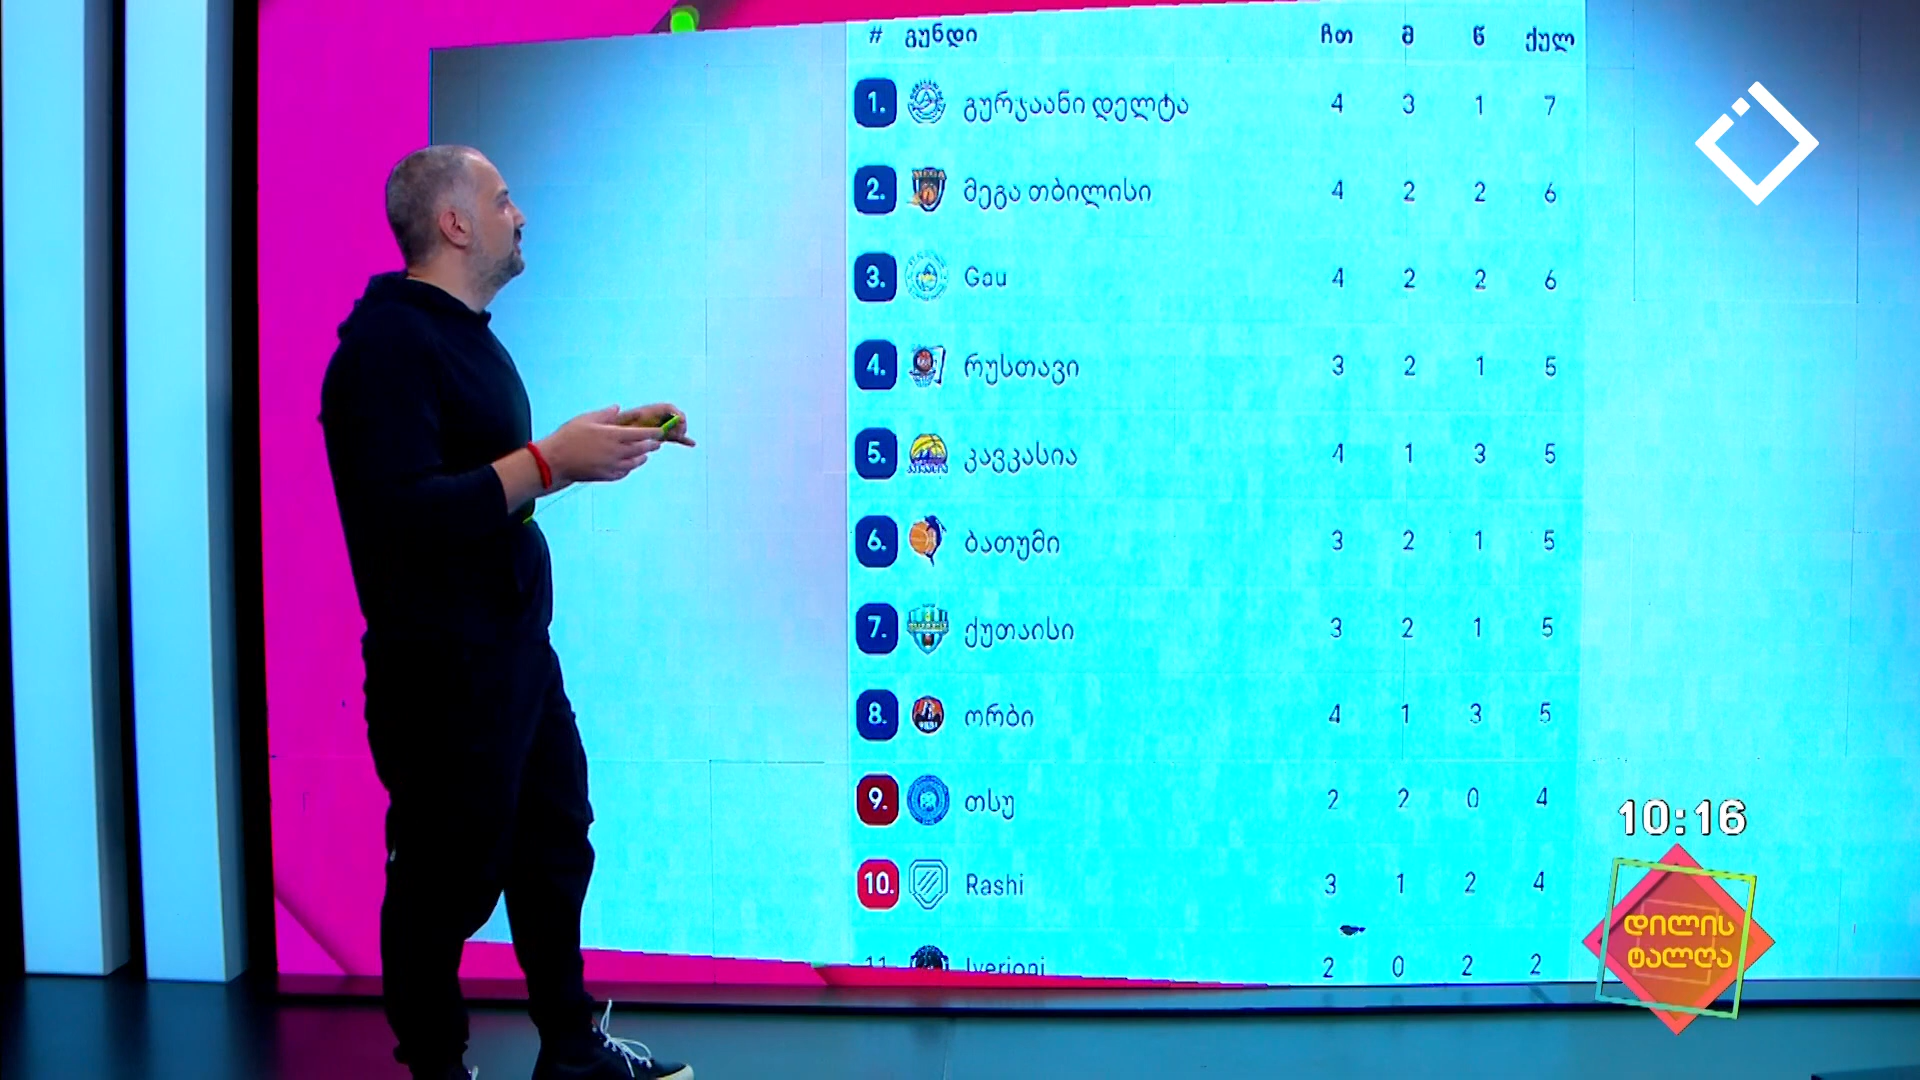 # გუნდი ჩთ მ წ ქულ
1. გურჯაანი დელტა 4 3 1 7
2. მეგა თბილისი 4 2 2 6
3. Gau 4 2 2 6
4. რუსთავი 3 2 1 5
5. კავკასია 4 1 3 5
6. ბათუმი 3 2 1 5
7. ქუთაისი 3 2 1 5
8. ორბი 4 1 3 5
9. თსუ 2 2 0 4
10. Rashi 3 1 2 4
11. Iverioni 2 0 2 2
10:16
დილის
ტალღა